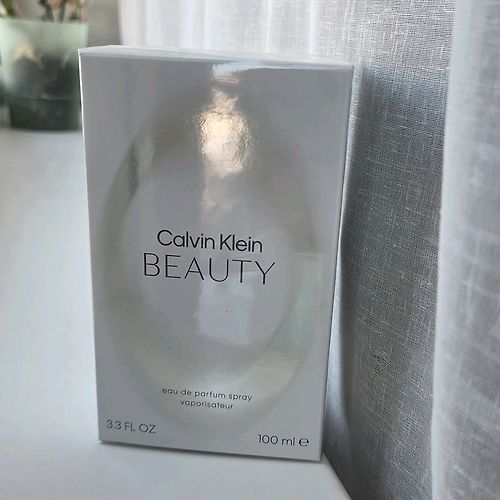 Calvin Klein
BEAUTY
eau de parfum spray
vaporisateur
3.3 FL OZ
100 ml ℮